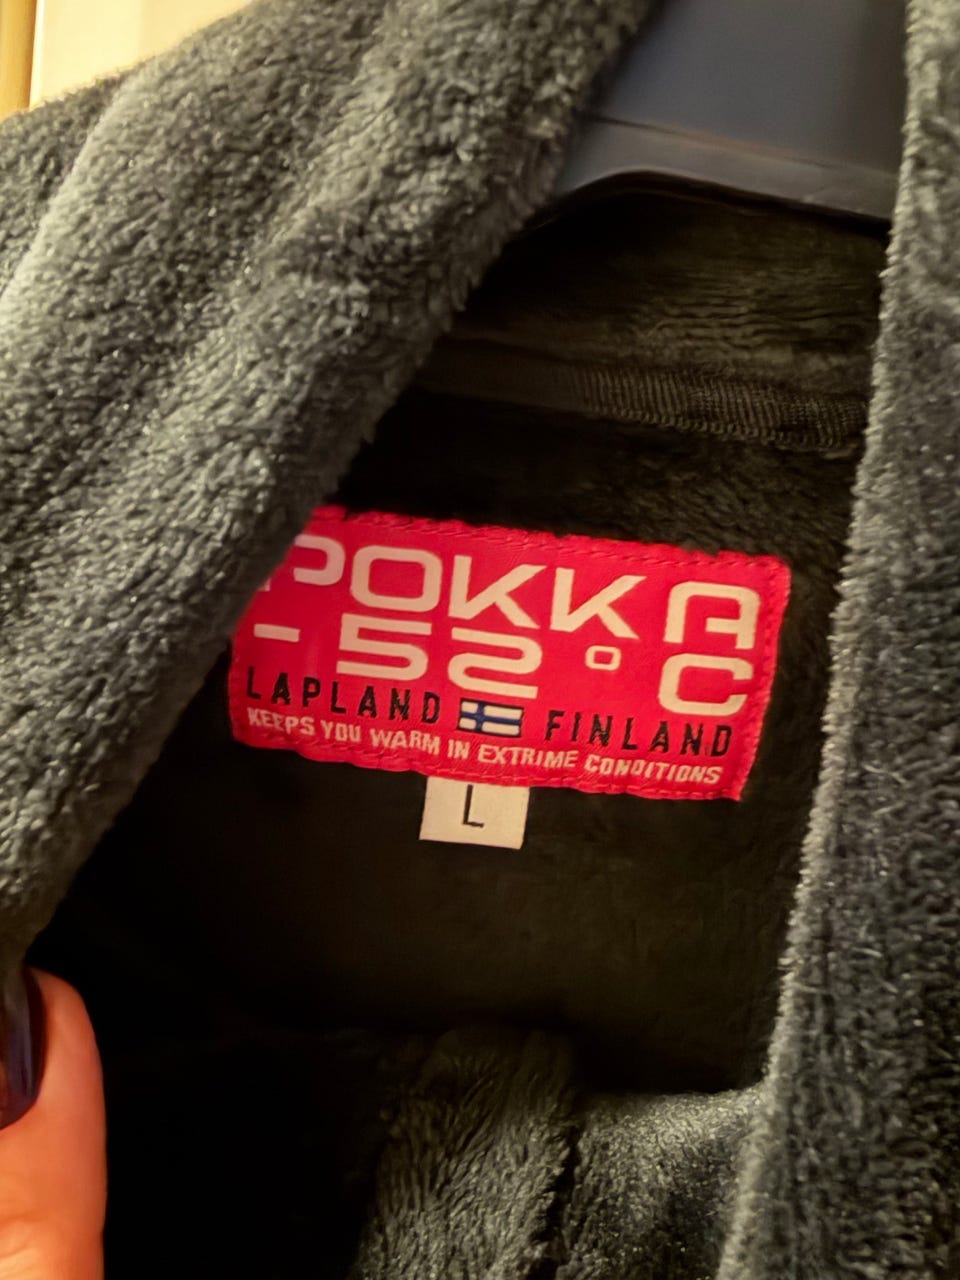 POKKA
- 52 ° C
LAPLAND FINLAND
KEEPS YOU WARM IN EXTRIME CONDITIONS
L